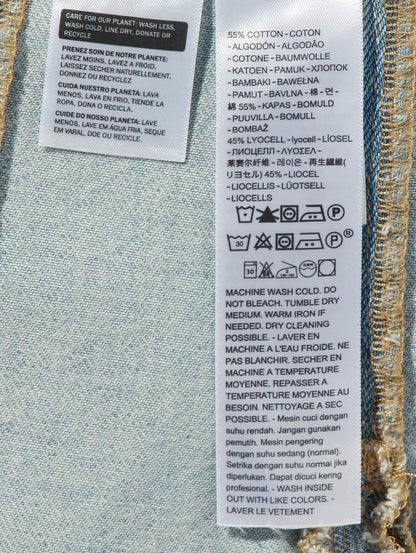 CARE FOR OUR PLANET: WASH LESS,
WASH COLD, LINE DRY, DONATE OR
RECYCLE
PRENEZ SOIN DE NOTRE PLANETE:
LAVEZ MOINS, LAVEZ A FROID,
LAISSEZ SECHER NATURELLEMENT,
DONNEZ OU RECYCLEZ
CUIDA NUESTRO PLANETA: LAVA
MENOS, LAVA EN FRIO, TIENDE LA
ROPA, DONA O RECICLA.
CUIDE DO NOSSO PLANETA: LAVE
MENOS, LAVE EM ÁGUA FRIA, SEQUE
EM VARAL, DOE OU RECICLE.
55% COTTON - COTON
- ALGODÓN - ALGODÃO
- COTONE - BAUMWOLLE
- KATOEN - PAMUK - ХЛОПОК
- BAMBAKI - BAWEŁNA
- PAMUT - BAVLNA - 棉 - 면 -
綿 55% - KAPAS - BOMULD -
PUUVILLA - BOMULL -
BOMBAŽ
45% LYOCELL - lyocell - LIOSEL
- ЛИОЦЕЛЛ - ΛΥΟΣΕΛ -
莱赛尔纤维 - 레이온 - 再生繊維(
リヨセル) 45% - LIOCEL
- LIOCELIS - LÜOTSELL -
LIOCELLS
P
30 P ®
30
MACHINE WASH COLD. DO
NOT BLEACH. TUMBLE DRY
MEDIUM. WARM IRON IF
NEEDED. DRY CLEANING
POSSIBLE. - LAVER EN
MACHINE A L'EAU FROIDE. NE
PAS BLANCHIR. SECHER EN
MACHINE A TEMPERATURE
MOYENNE. REPASSER A
TEMPERATURE MOYENNE AU
BESOIN. NETTOYAGE A SEC
POSSIBLE. - Mesin cuci dengan
suhu rendah. Jangan gunakan
pemutih. Mesin pengering
dengan suhu sedang (normal).
Setrika dengan suhu normal jika
diperlukan. Dapat dicuci kering
profesional. - WASH INSIDE
OUT WITH LIKE COLORS. -
LAVER LE VETEMENT